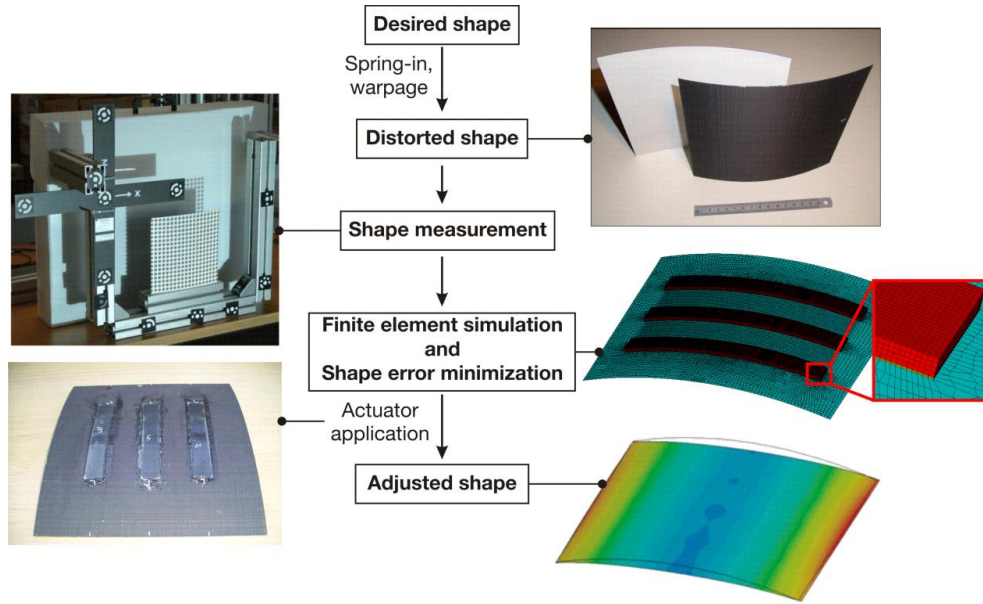 Desired shape
Spring-in,
warpage
Distorted shape
X
Shape measurement
Finite element simulation
and
Shape error minimization
Actuator
application
Adjusted shape